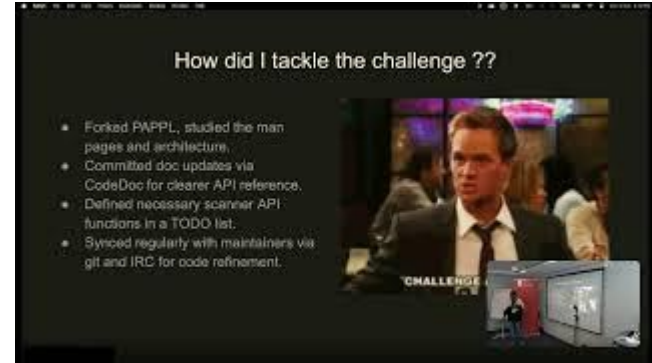 How did I tackle the challenge ??
● Forked PAPPL, studied the man
pages and architecture.
● Committed doc updates via
CodeDoc for clearer API reference.
● Defined necessary scanner API
functions in a TODO list.
● Synced regularly with maintainers via
git and IRC for code refinement.
CHALLENGE